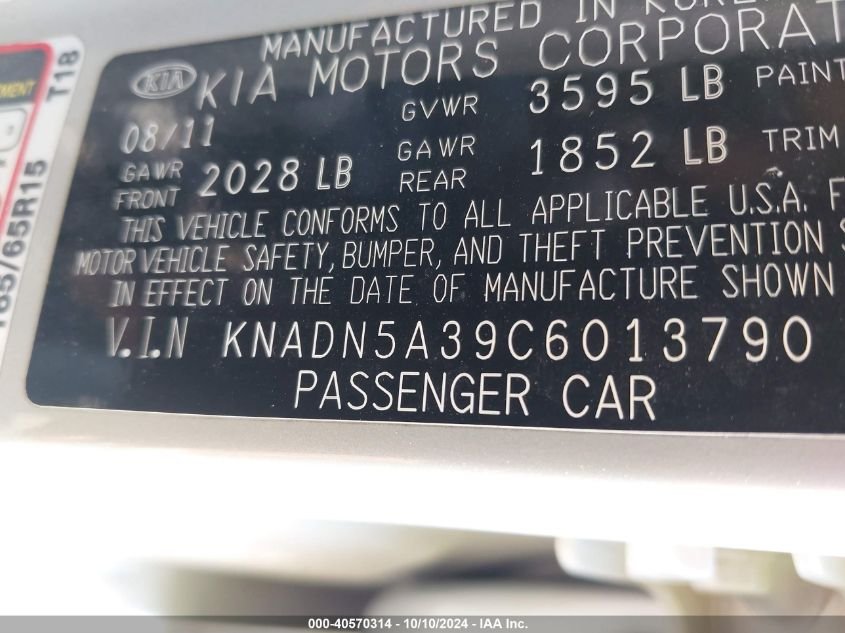 MANUFACTURED IN KOREA
KIA KIA MOTORS CORPORAT
08/11 GVWR 3595 LB PAINT
GAWR FRONT 2028 LB GAWR REAR 1852 LB TRIM
THIS VEHICLE CONFORMS TO ALL APPLICABLE U.S.A. F
MOTOR VEHICLE SAFETY, BUMPER, AND THEFT PREVENTION S
IN EFFECT ON THE DATE OF MANUFACTURE SHOWN
V.I.N KNADN5A39C6013790
PASSENGER CAR
T18
65R15
000-40570314 - 10/10/2024 - IAA Inc.